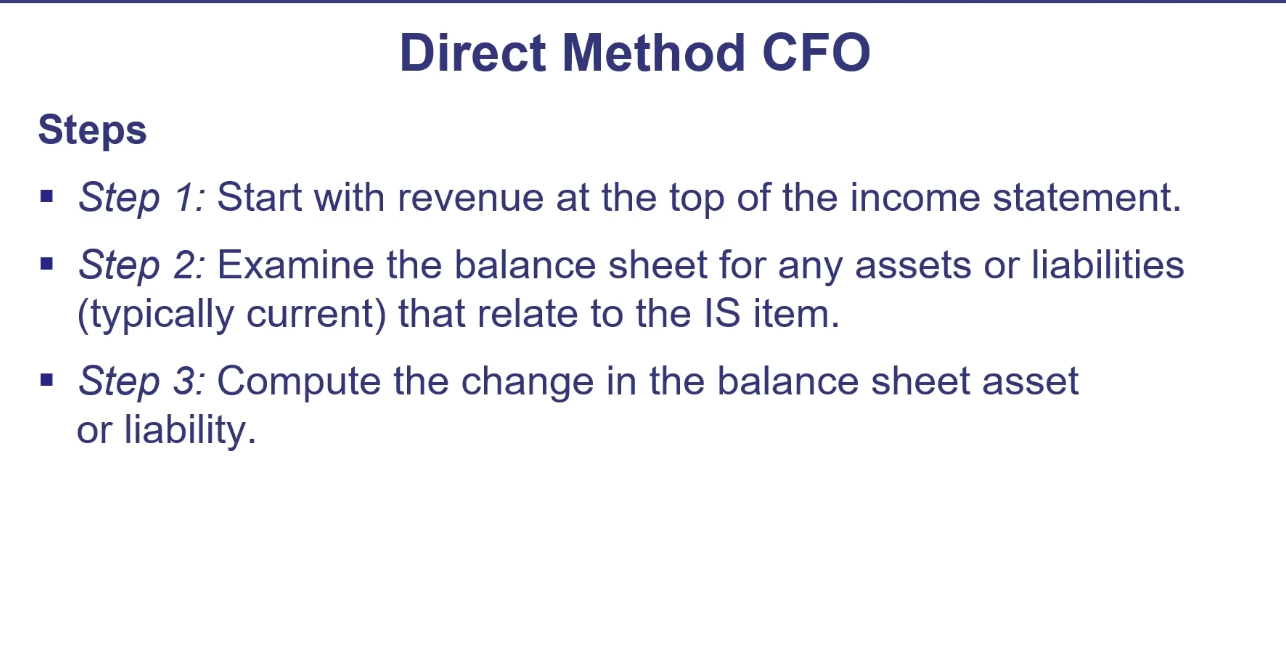 Direct Method CFO
Steps
▪ Step 1: Start with revenue at the top of the income statement.
▪ Step 2: Examine the balance sheet for any assets or liabilities
(typically current) that relate to the IS item.
▪ Step 3: Compute the change in the balance sheet asset
or liability.